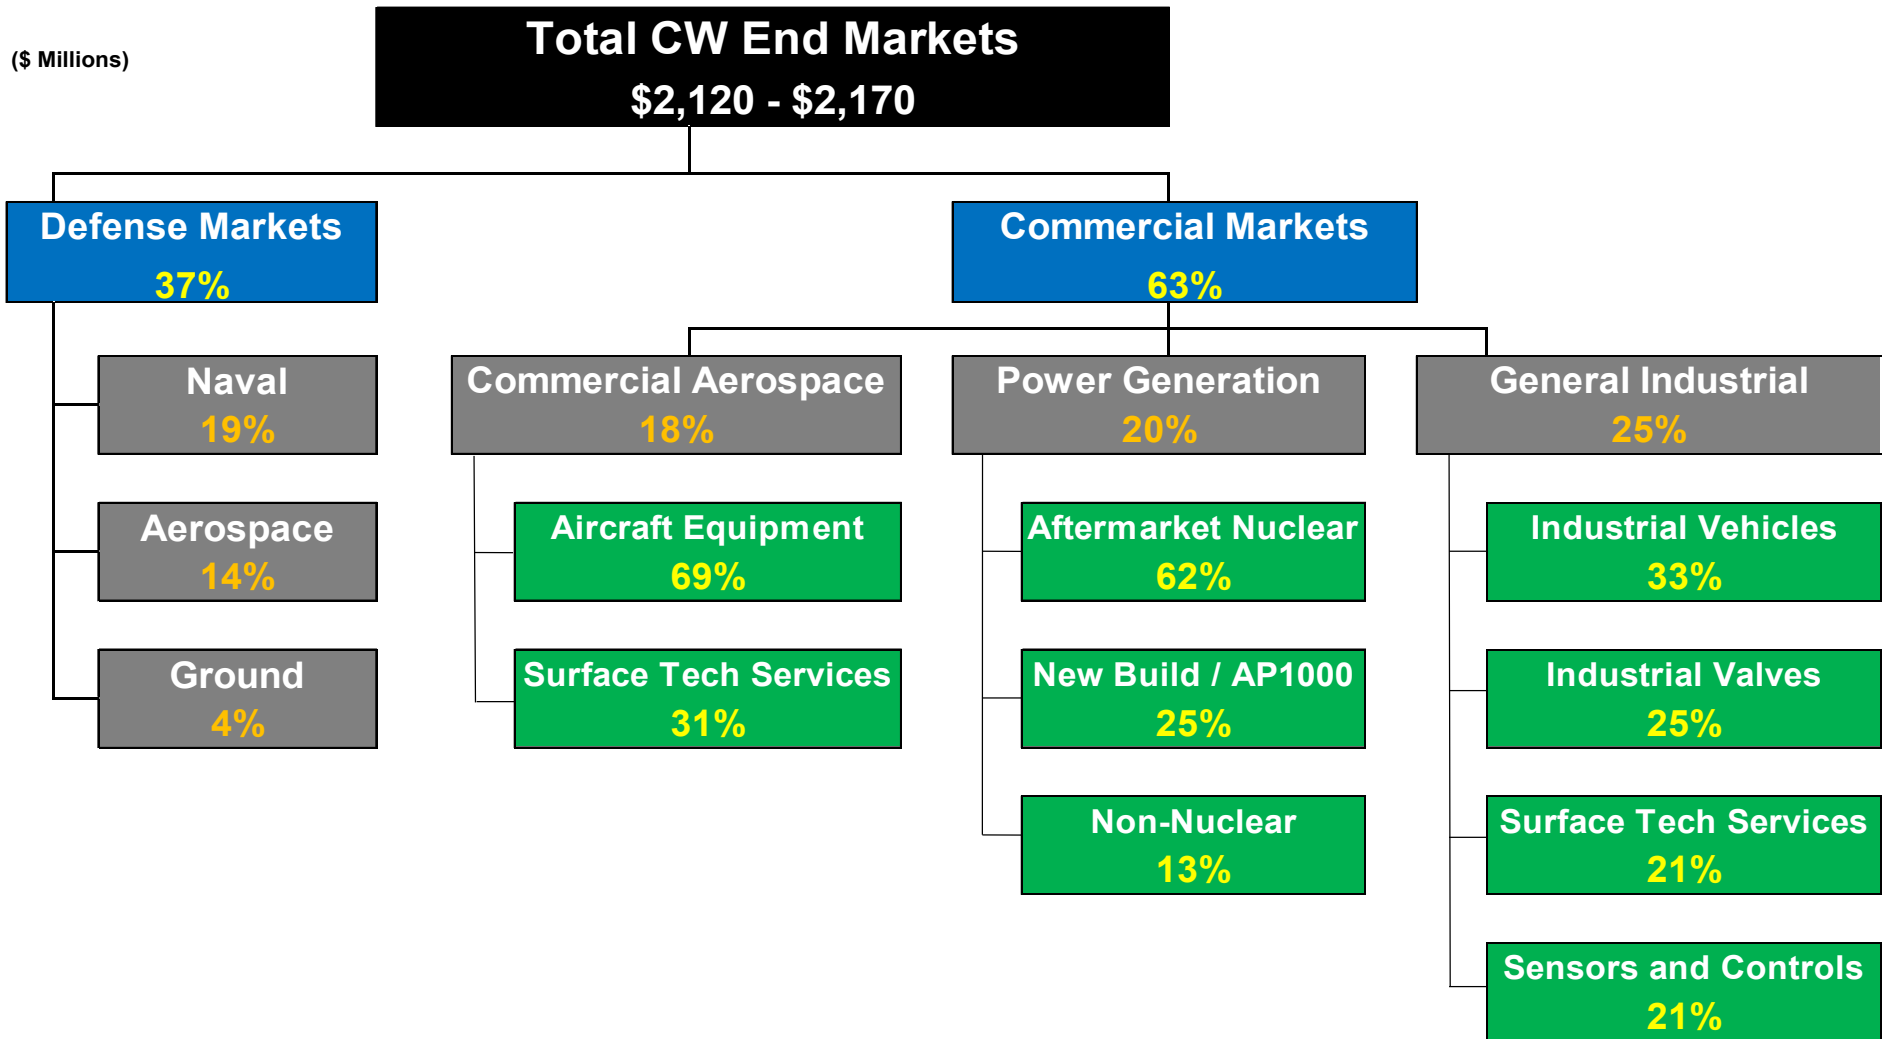 ($ Millions)
Total CW End Markets
$2,120 - $2,170
Defense Markets
37%
Commercial Markets
63%
Naval
19%
Aerospace
14%
Ground
4%
Commercial Aerospace
18%
Aircraft Equipment
69%
Surface Tech Services
31%
Power Generation
20%
Aftermarket Nuclear
62%
New Build / AP1000
25%
Non-Nuclear
13%
General Industrial
25%
Industrial Vehicles
33%
Industrial Valves
25%
Surface Tech Services
21%
Sensors and Controls
21%